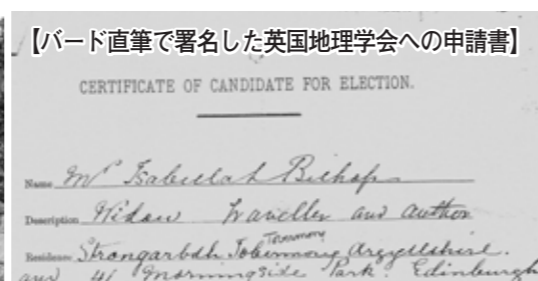 【バード直筆で署名した英国地理学会への申請書】
CERTIFICATE OF CANDIDATE FOR ELECTION.
Name Mrs Isabella L Bishop
Description Widow Traveller and Author
Tobermory
Residence Strongarbh Tobermory Argyllshire.
and 41 Morningside Park. Edinburgh